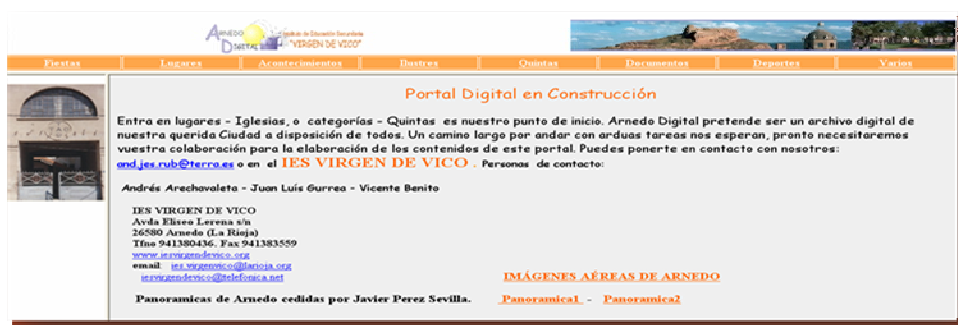 ARNEDO
DIGITAL
Instituto de Educación Secundaria
"VIRGEN DE VICO"
Fiestas Lugares Acontecimientos Ilustres Quintas Documentos Deportes Varios
Portal Digital en Construcción
Entra en lugares - Iglesias, o categorías - Quintas es nuestro punto de inicio. Arnedo Digital pretende ser un archivo digital de
nuestra querida Ciudad a disposición de todos. Un camino largo por andar con arduas tareas nos esperan, pronto necesitaremos
vuestra colaboración para la elaboración de los contenidos de este portal. Puedes ponerte en contacto con nosotros:
and.jes.rub@terra.es o en el IES VIRGEN DE VICO . Personas de contacto:
Andrés Arechavaleta - Juan Luís Gurrea - Vicente Benito
IES VIRGEN DE VICO
Avda Eliseo Lerena s/n
26580 Arnedo (La Rioja)
Tfno 941380436. Fax 941383559
www.iesvirgendevico.org
email: ies.virgenvico@larioja.org
iesvirgendevico@telefonica.net
IMÁGENES AÉREAS DE ARNEDO
Panoramicas de Arnedo cedidas por Javier Perez Sevilla. Panoramica1 - Panoramica2